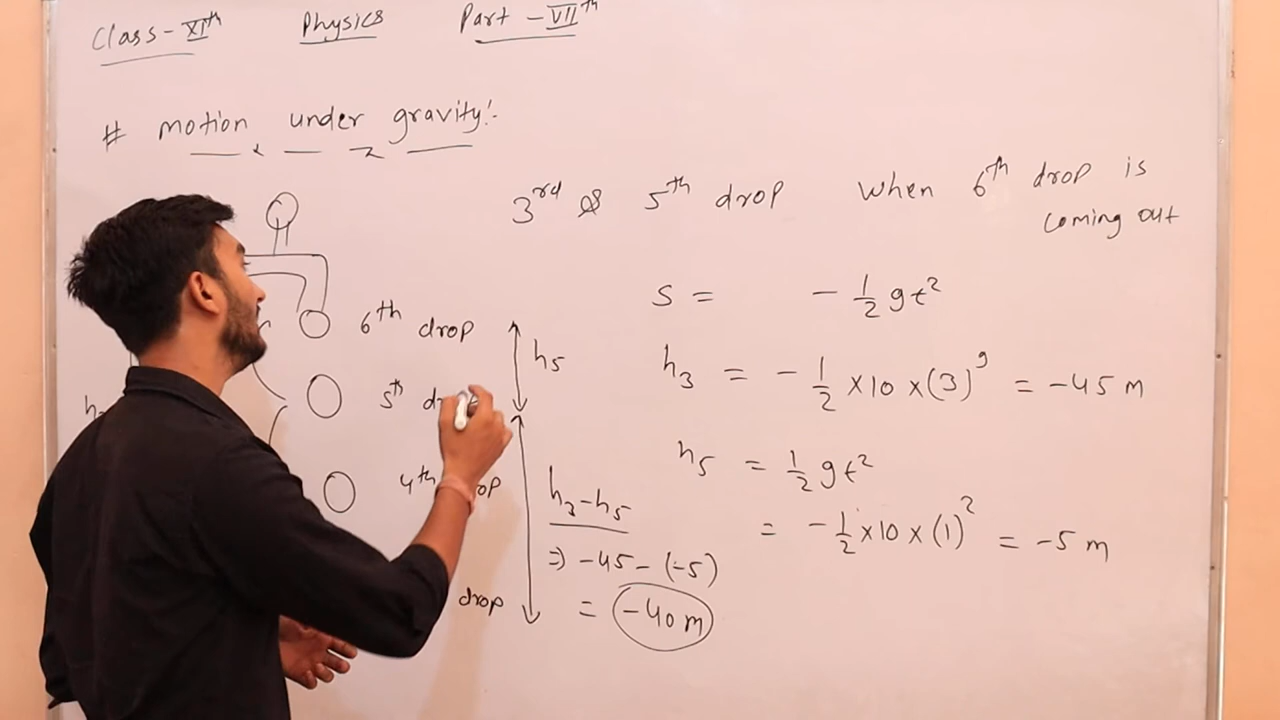 Class-XIth Physics Part-VIIth
# motion under gravity:-
3rd & 5th drop When 6th drop is
coming out
S = - 1/2 gt²
6th drop
h5
h3 = - 1/2 ×10 ×(3)² = -45 m
5th
h5 = 1/2 gt²
4th
h3-h5
= - 1/2 ×10 × (1)² = -5 m
=) -45 - (-5)
drop = -40 m